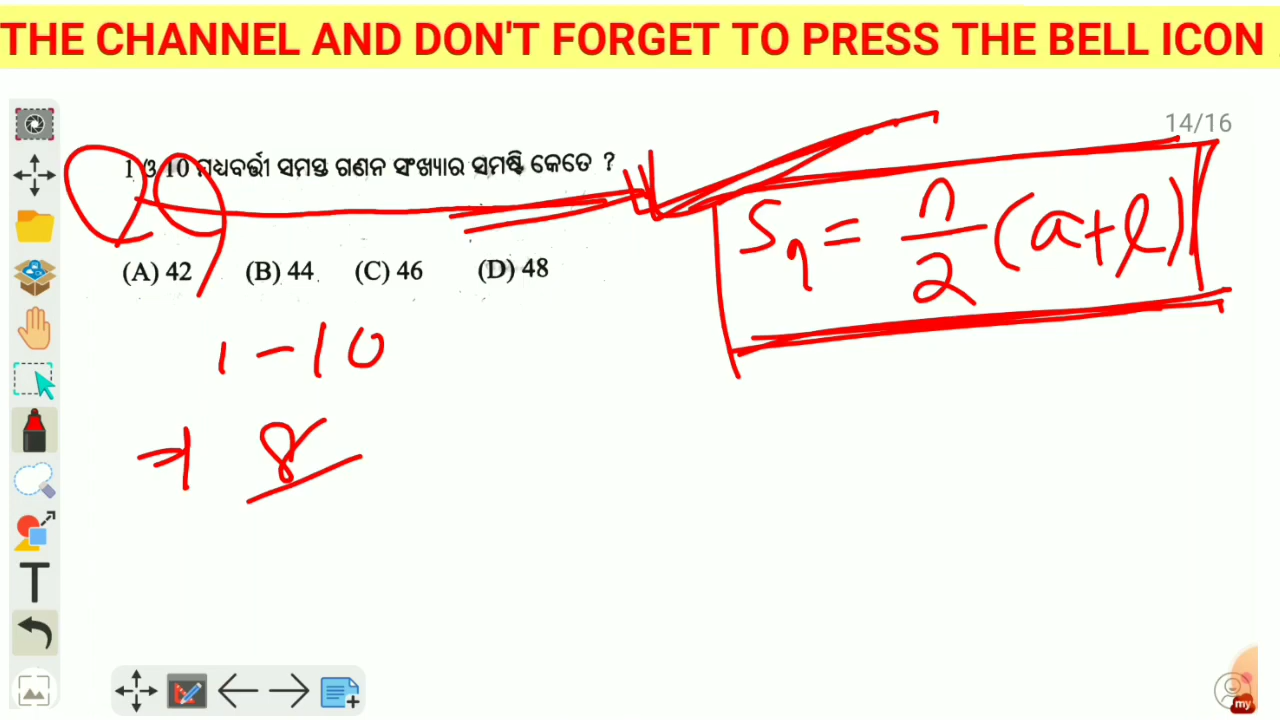 THE CHANNEL AND DON'T FORGET TO PRESS THE BELL ICON
14/16
1 ଓ 10 ମଧ୍ୟବର୍ତ୍ତୀ ସମସ୍ତ ଗଣନ ସଂଖ୍ୟାର ସମଷ୍ଟି କେତେ ?
(A) 42 (B) 44 (C) 46 (D) 48
Sn = n/2 (a+l)
1 - 10
⇒ 8
T
my